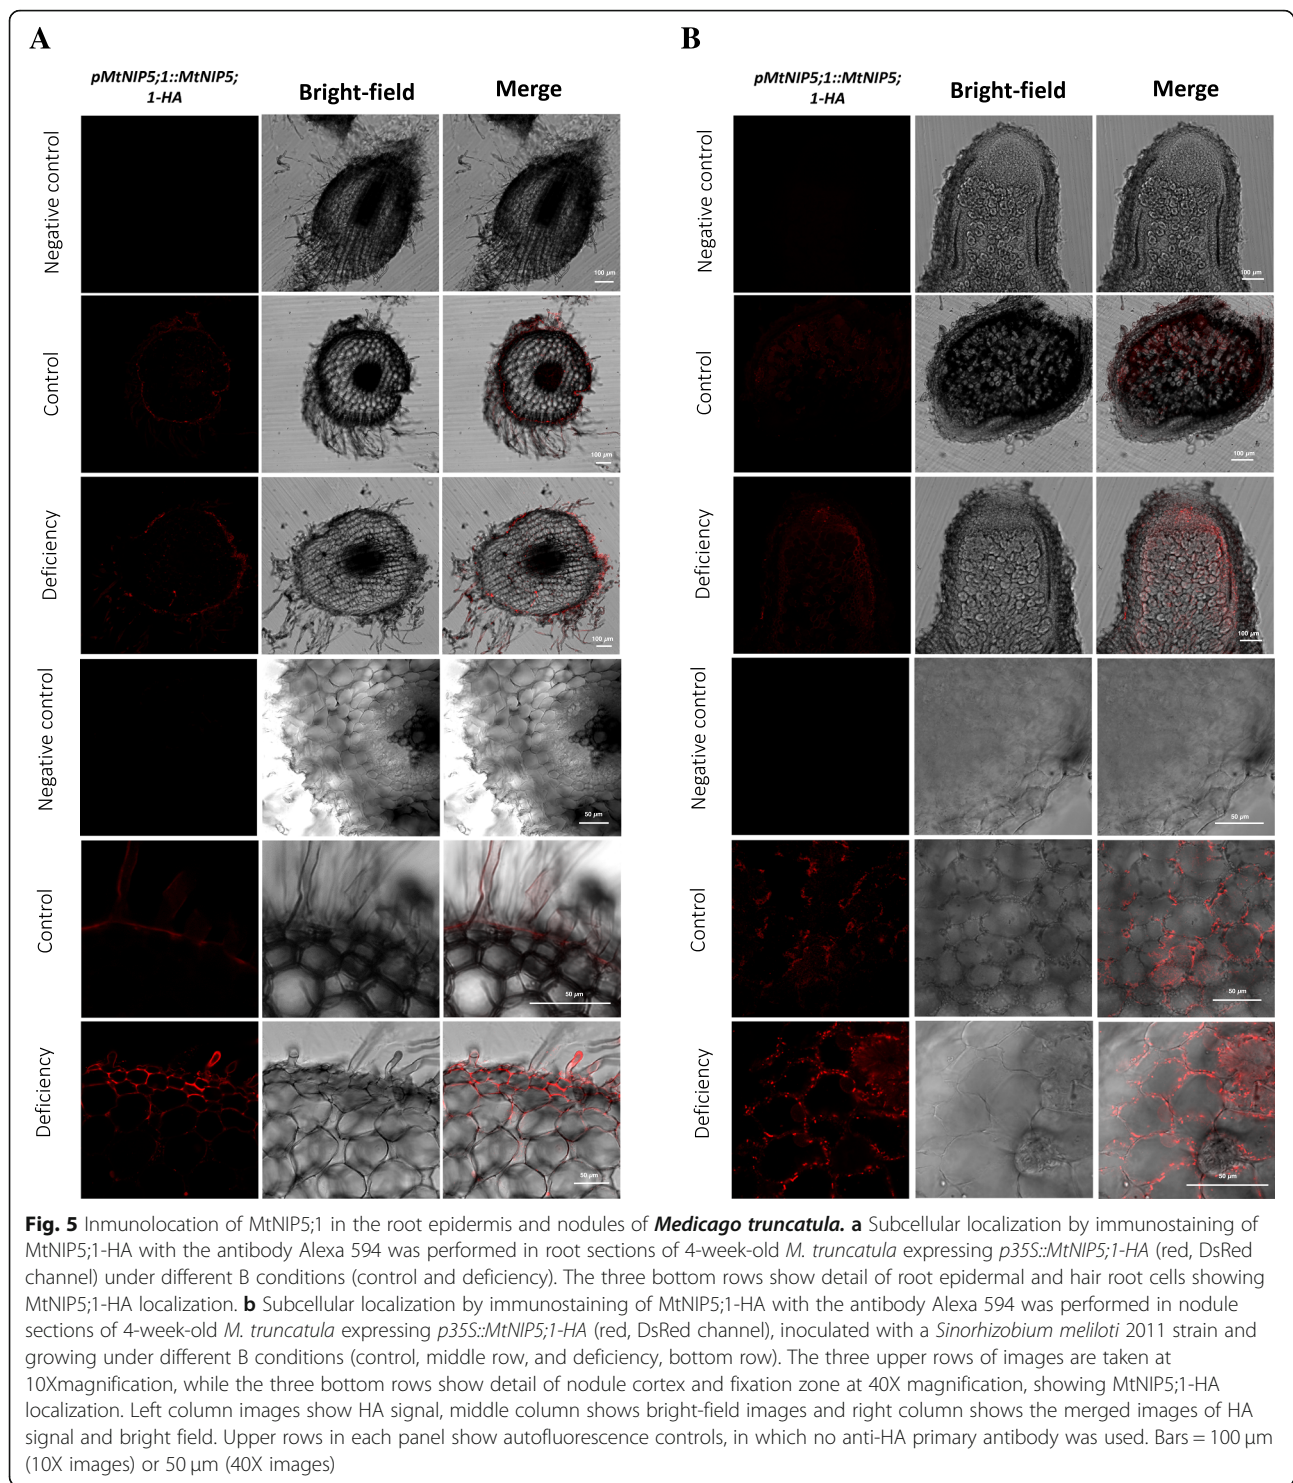 A
B
pMtNIP5;1::MtNIP5;
1-HA
Bright-field
Merge
pMtNIP5;1::MtNIP5;
1-HA
Bright-field
Merge
Negative control
100 µm
Negative control
100 µm
Control
100 µm
Control
100 µm
Deficiency
100 µm
Deficiency
100 µm
Negative control
50 µm
Negative control
50 µm
Control
50 µm
Control
50 µm
Deficiency
50 µm
Deficiency
50 µm
Fig. 5 Inmunolocation of MtNIP5;1 in the root epidermis and nodules of Medicago truncatula. a Subcellular localization by immunostaining of
MtNIP5;1-HA with the antibody Alexa 594 was performed in root sections of 4-week-old M. truncatula expressing p35S::MtNIP5;1-HA (red, DsRed
channel) under different B conditions (control and deficiency). The three bottom rows show detail of root epidermal and hair root cells showing
MtNIP5;1-HA localization. b Subcellular localization by immunostaining of MtNIP5;1-HA with the antibody Alexa 594 was performed in nodule
sections of 4-week-old M. truncatula expressing p35S::MtNIP5;1-HA (red, DsRed channel), inoculated with a Sinorhizobium meliloti 2011 strain and
growing under different B conditions (control, middle row, and deficiency, bottom row). The three upper rows of images are taken at
10Xmagnification, while the three bottom rows show detail of nodule cortex and fixation zone at 40X magnification, showing MtNIP5;1-HA
localization. Left column images show HA signal, middle column shows bright-field images and right column shows the merged images of HA
signal and bright field. Upper rows in each panel show autofluorescence controls, in which no anti-HA primary antibody was used. Bars = 100 µm
(10X images) or 50 µm (40X images)